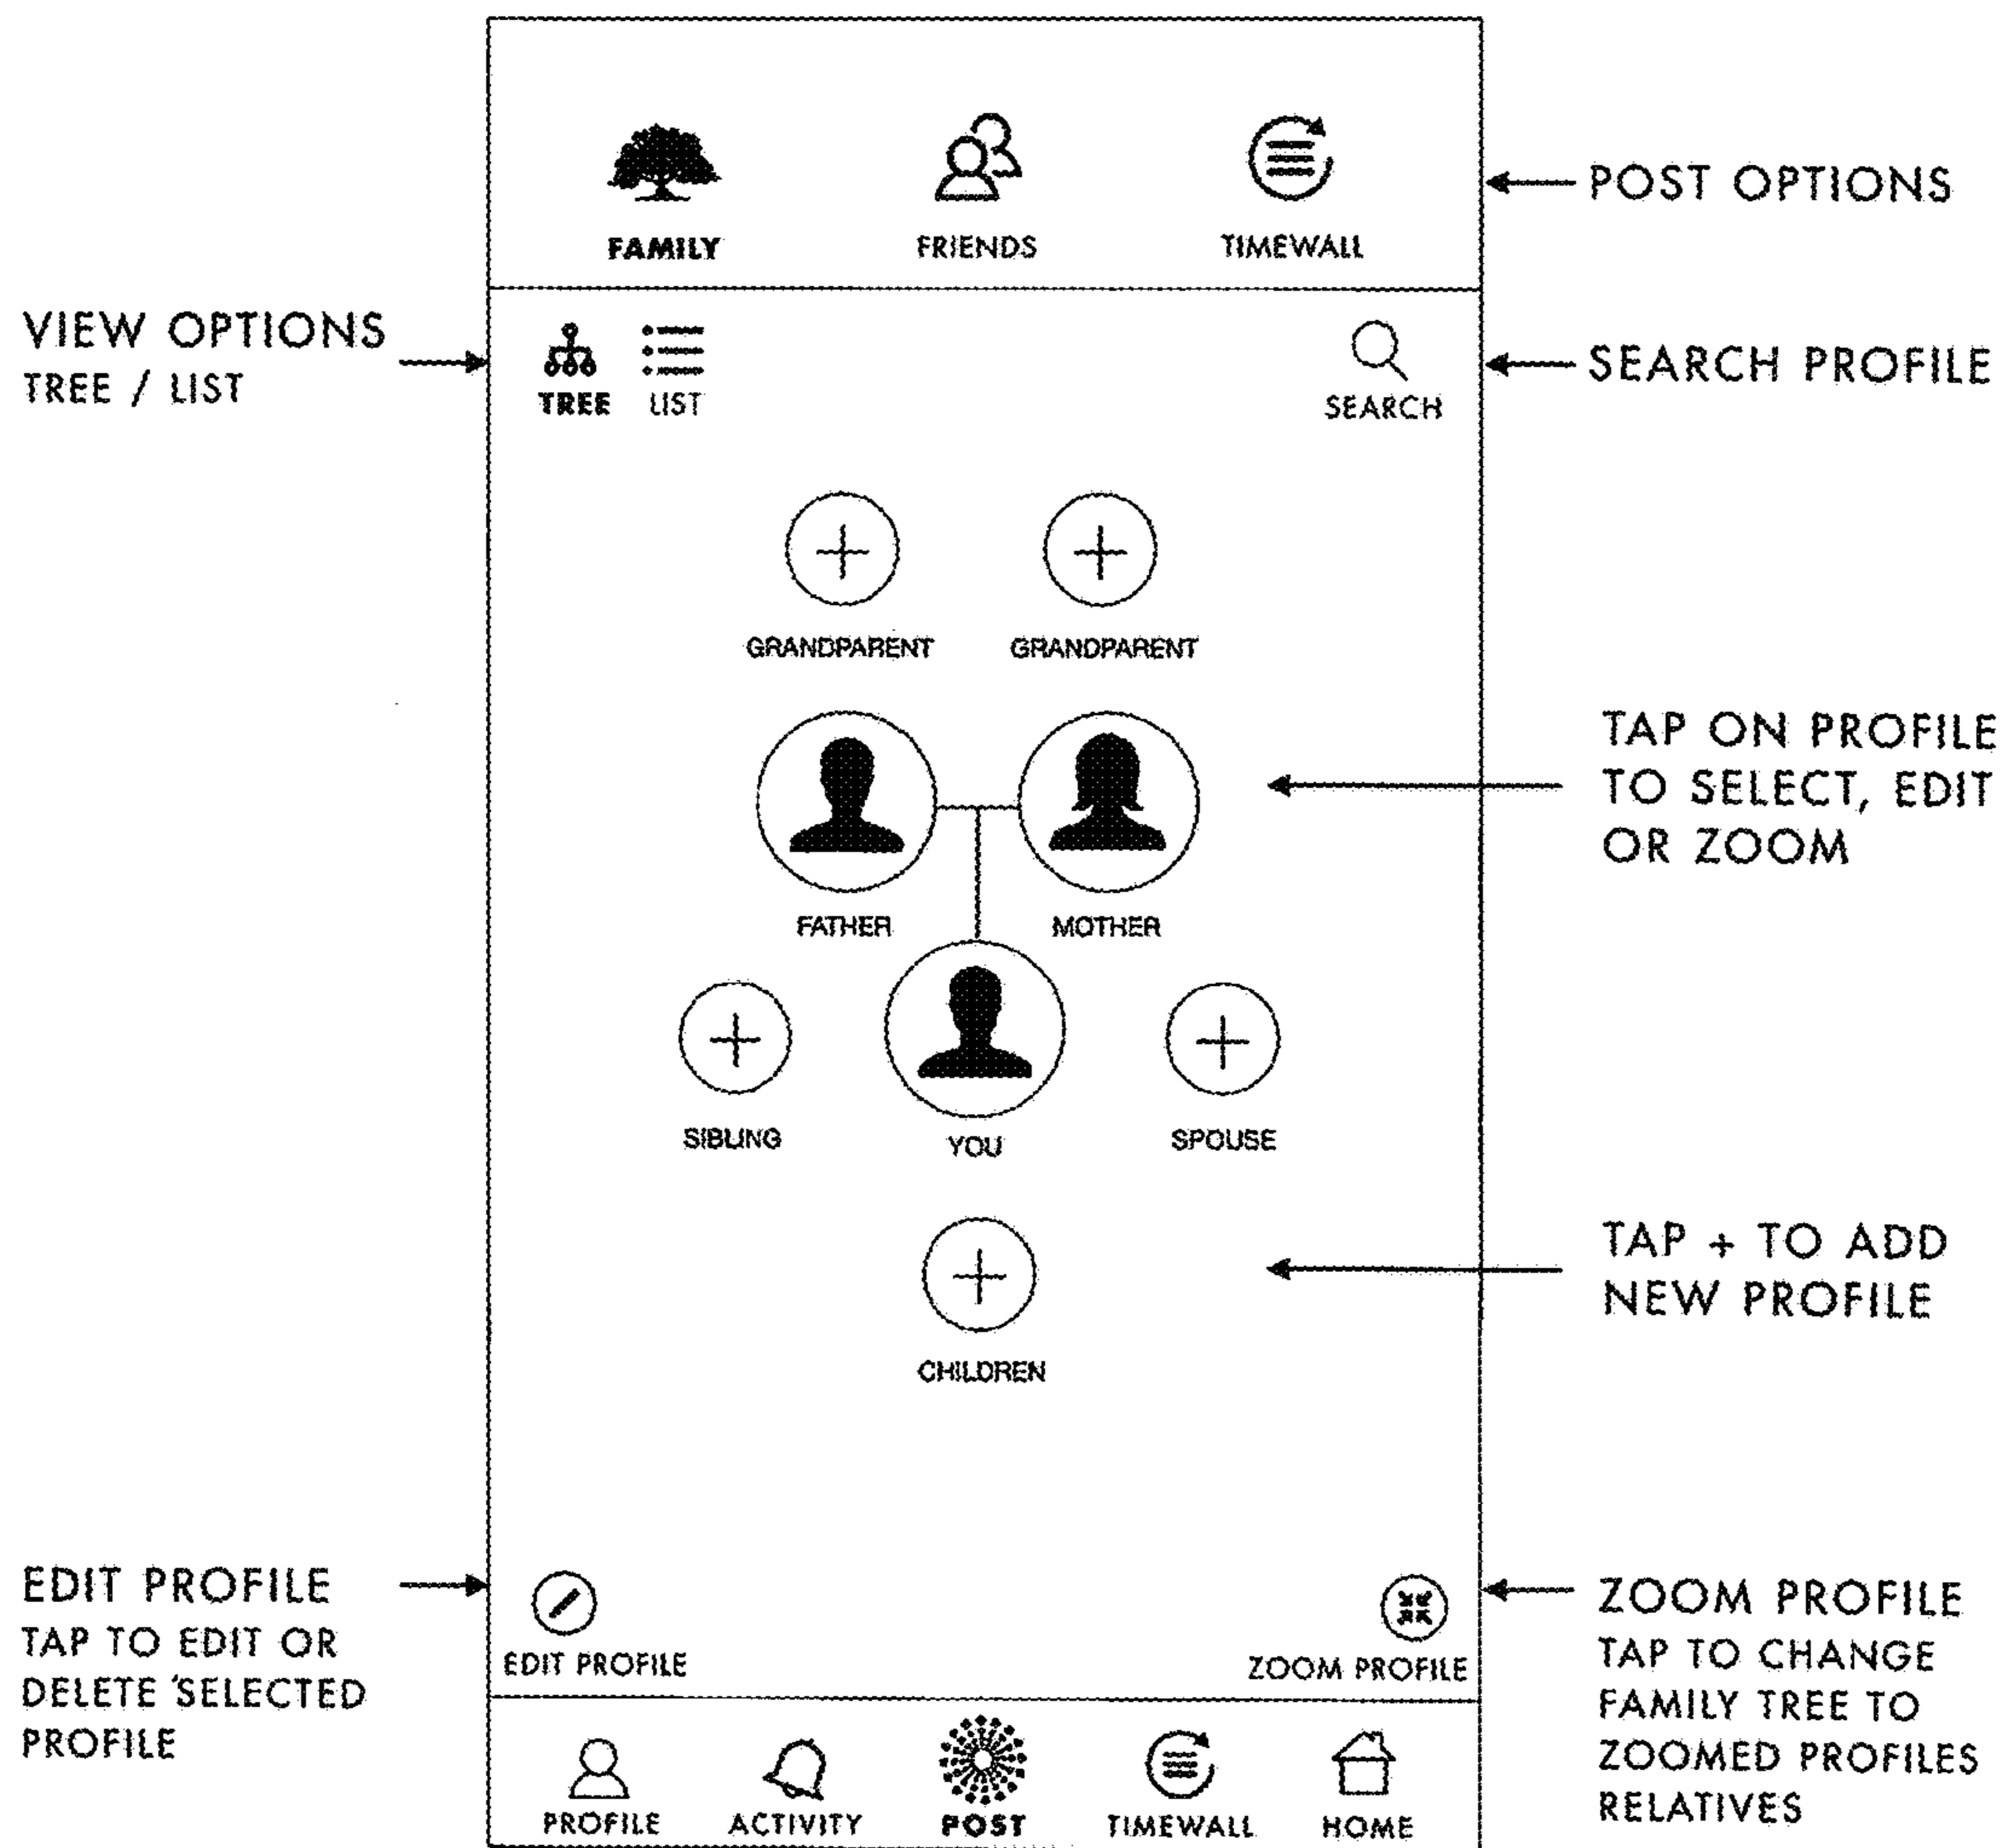 FAMILY FRIENDS TIMEWALL
POST OPTIONS
VIEW OPTIONS
TREE / LIST
TREE LIST
SEARCH
SEARCH PROFILE
GRANDPARENT GRANDPARENT
TAP ON PROFILE
TO SELECT, EDIT
OR ZOOM
FATHER MOTHER
SIBLING YOU SPOUSE
TAP + TO ADD
NEW PROFILE
CHILDREN
EDIT PROFILE
TAP TO EDIT OR
DELETE SELECTED
PROFILE
EDIT PROFILE
ZOOM PROFILE
ZOOM PROFILE
TAP TO CHANGE
FAMILY TREE TO
ZOOMED PROFILES
RELATIVES
PROFILE ACTIVITY POST TIMEWALL HOME